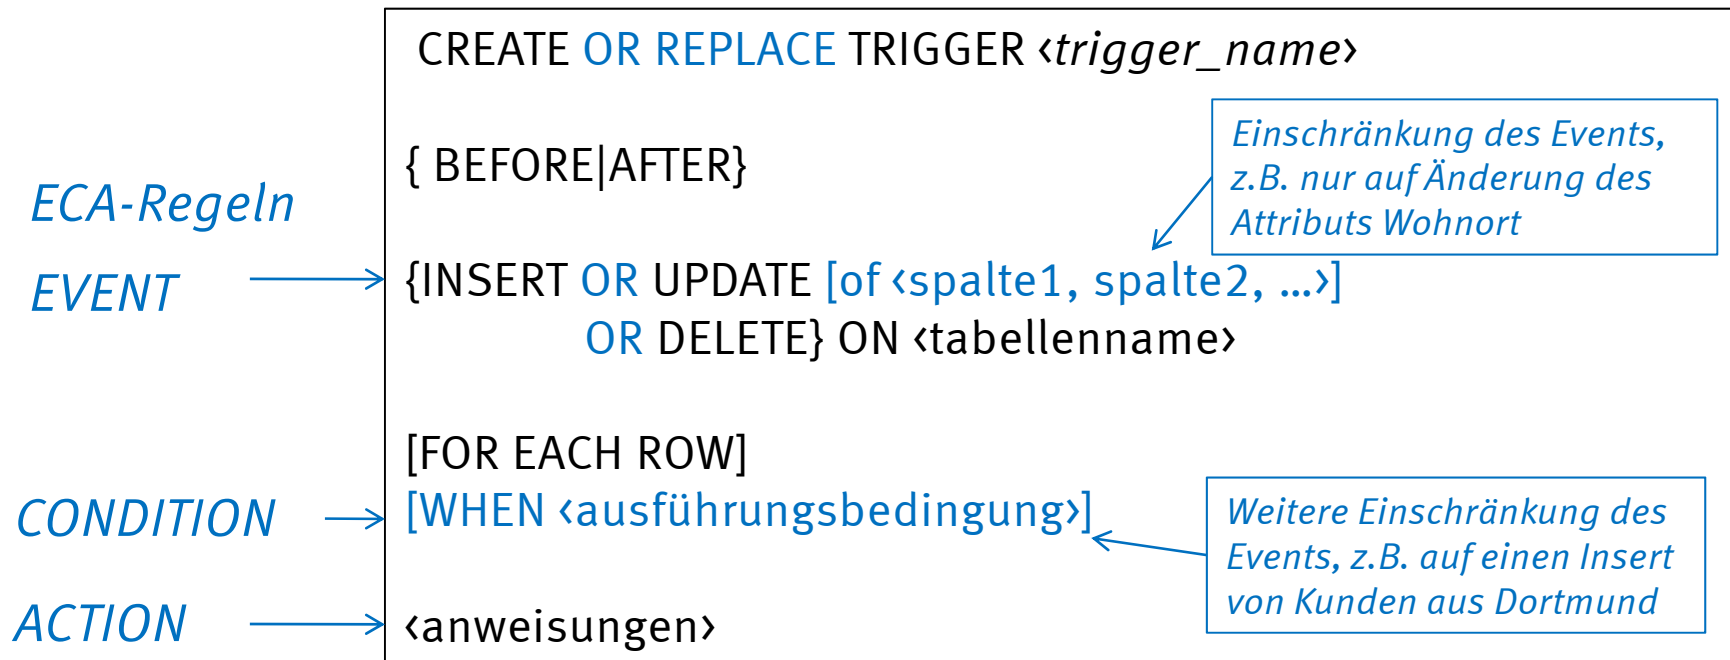 CREATE OR REPLACE TRIGGER <trigger_name>
{ BEFORE|AFTER}
Einschränkung des Events,
z.B. nur auf Änderung des
Attributs Wohnort
ECA-Regeln
EVENT
{INSERT OR UPDATE [of <spalte1, spalte2, ...>]
OR DELETE} ON <tabellenname>
[FOR EACH ROW]
CONDITION
[WHEN <ausführungsbedingung>]
Weitere Einschränkung des
Events, z.B. auf einen Insert
von Kunden aus Dortmund
ACTION
<anweisungen>